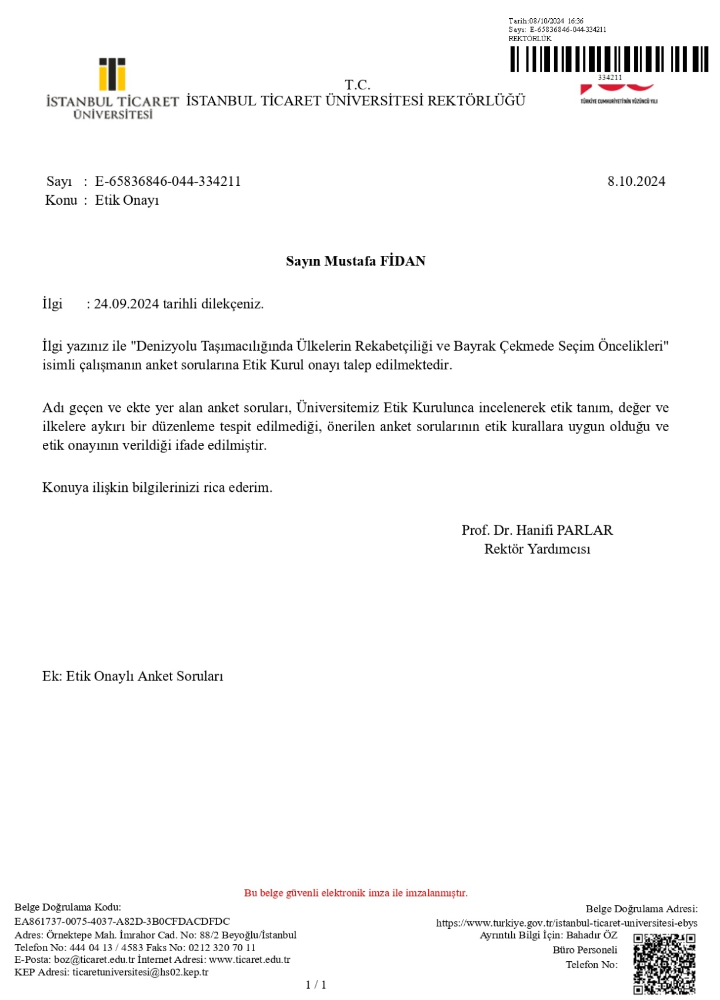 Tarih:08/10/2024 16:36
Sayı: E-65836846-044-334211
REKTÖRLÜK
334211
İSTANBUL TİCARET
ÜNİVERSİTESİ
T.C.
İSTANBUL TİCARET ÜNİVERSİTESİ REKTÖRLÜĞÜ
TÜRKİYE CUMHURİYETİ'NİN YÜZÜNCÜ YILI
Sayı : E-65836846-044-334211 8.10.2024
Konu : Etik Onayı
Sayın Mustafa FİDAN
İlgi : 24.09.2024 tarihli dilekçeniz.
İlgi yazınız ile "Denizyolu Taşımacılığında Ülkelerin Rekabetçiliği ve Bayrak Çekmede Seçim Öncelikleri"
isimli çalışmanın anket sorularına Etik Kurul onayı talep edilmektedir.
Adı geçen ve ekte yer alan anket soruları, Üniversitemiz Etik Kurulunca incelenerek etik tanım, değer ve
ilkelere aykırı bir düzenleme tespit edilmediği, önerilen anket sorularının etik kurallara uygun olduğu ve
etik onayının verildiği ifade edilmiştir.
Konuya ilişkin bilgilerinizi rica ederim.
Prof. Dr. Hanifi PARLAR
Rektör Yardımcısı
Ek: Etik Onaylı Anket Soruları
Bu belge güvenli elektronik imza ile imzalanmıştır.
Belge Doğrulama Kodu:
EA861737-0075-4037-A82D-3B0CFDACDFDC
Adres: Örnektepe Mah. İmrahor Cad. No: 88/2 Beyoğlu/İstanbul
Telefon No: 444 04 13 / 4583 Faks No: 0212 320 70 11
E-Posta: boz@ticaret.edu.tr İnternet Adresi: www.ticaret.edu.tr
KEP Adresi: ticaretuniversitesi@hs02.kep.tr
Belge Doğrulama Adresi:
https://www.turkiye.gov.tr/istanbul-ticaret-universitesi-ebys
Ayrıntılı Bilgi İçin: Bahadır ÖZ
Büro Personeli
Telefon No:
1 / 1